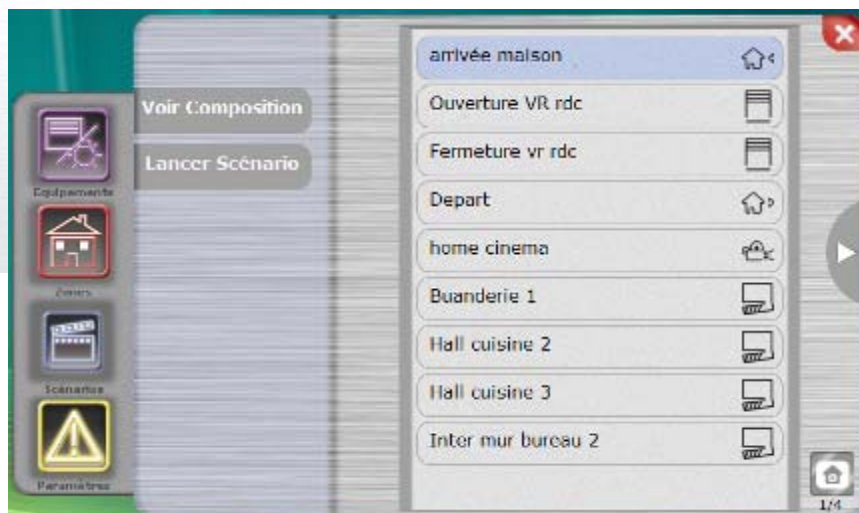 Voir Composition
Lancer Scénario
Equipements
Zones
Scénarios
Paramètres
arrivée maison
Ouverture VR rdc
Fermeture vr rdc
Depart
home cinema
Buanderie 1
Hall cuisine 2
Hall cuisine 3
Inter mur bureau 2
1/4